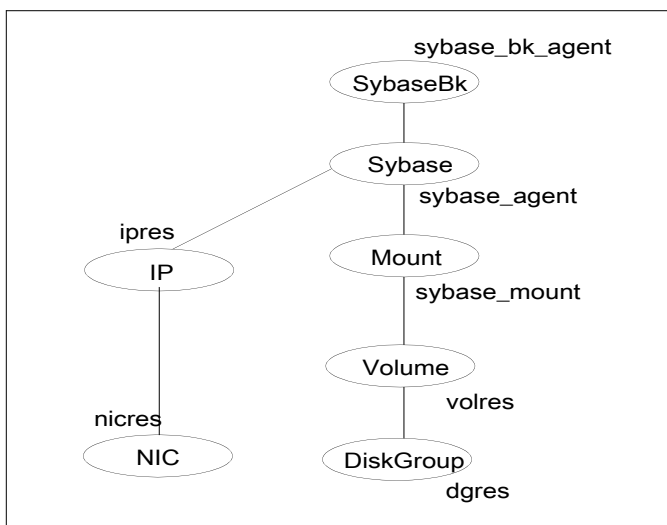 sybase_bk_agent
SybaseBk
Sybase
sybase_agent
ipres
IP
Mount
sybase_mount
Volume
volres
nicres
NIC
DiskGroup
dgres